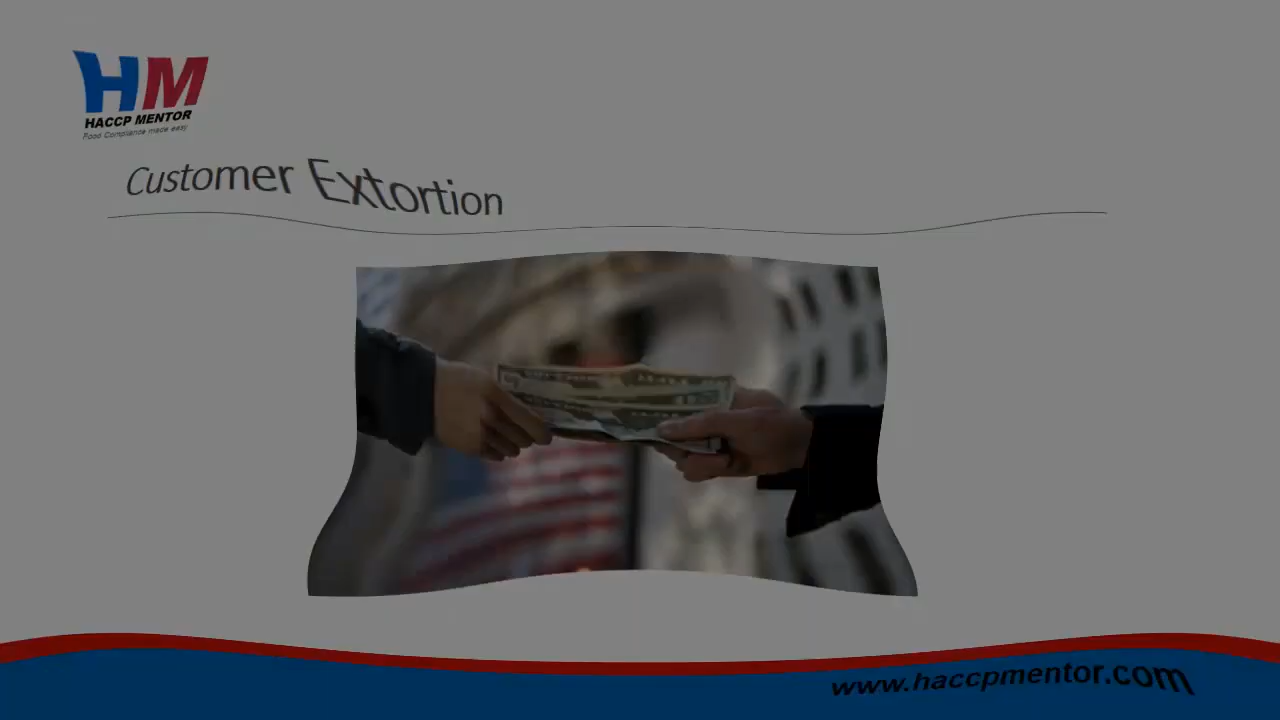 HM
HACCP MENTOR
Food Compliance made easy
Customer Extortion
www.haccpmentor.com